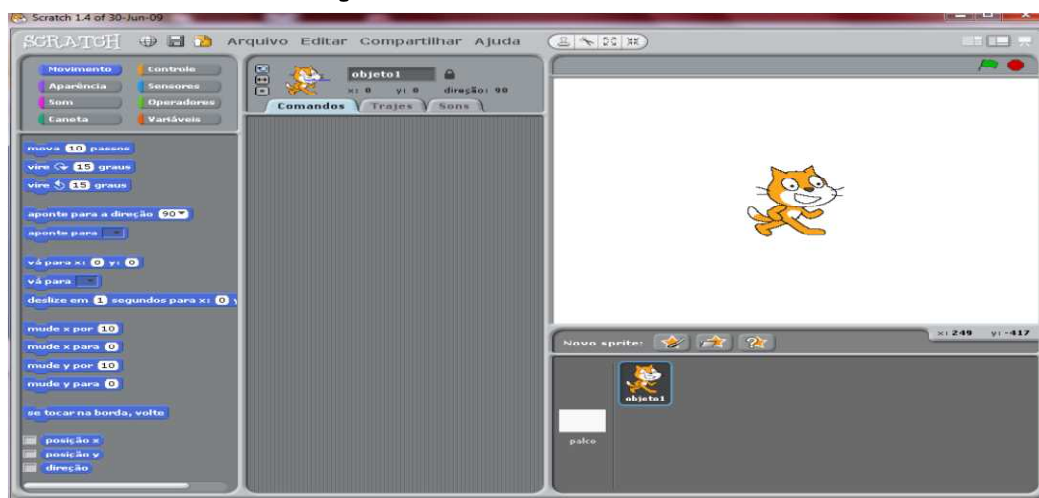 Scratch 1.4 of 30-Jun-09
SCRATCH Arquivo Editar Compartilhar Ajuda
Movimento Controle
Aparência Sensores
Som Operadores
Caneta Variáveis
mova 10 passos
vire 15 graus
vire 15 graus
aponte para a direção 90
aponte para
vá para x: 0 y: 0
vá para
deslize em 1 segundos para x: 0 y
mude x por 10
mude x para 0
mude y por 10
mude y para 0
se tocar na borda, volte
posição x
posição y
direção
objeto1
x: 0 y: 0 direção: 90
Comandos Trajes Sons
x: 249 y: -417
Novo sprite:
objeto1
palco